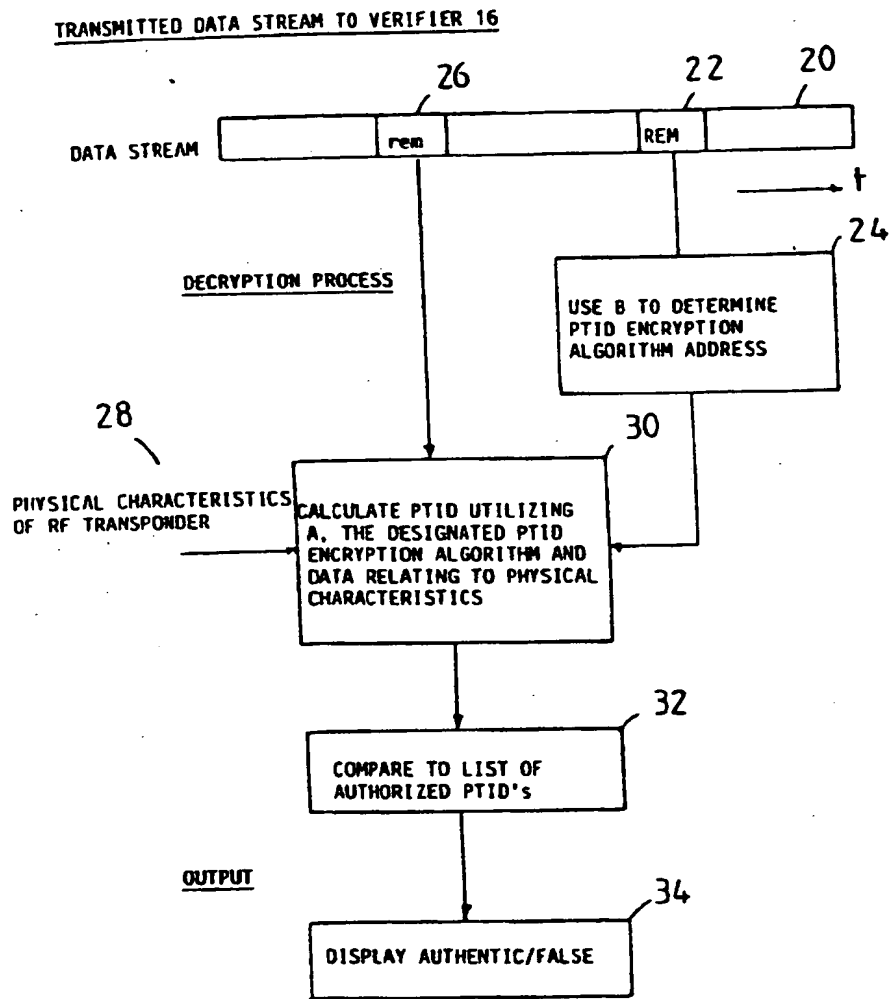 TRANSMITTED DATA STREAM TO VERIFIER 16
26
22
20
DATA STREAM
rem
REM
t
24
DECRYPTION PROCESS
USE B TO DETERMINE
PTID ENCRYPTION
ALGORITHM ADDRESS
28
30
PHYSICAL CHARACTERISTICS
OF RF TRANSPONDER
CALCULATE PTID UTILIZING
A, THE DESIGNATED PTID
ENCRYPTION ALGORITHM AND
DATA RELATING TO PHYSICAL
CHARACTERISTICS
32
COMPARE TO LIST OF
AUTHORIZED PTID's
OUTPUT
34
DISPLAY AUTHENTIC/FALSE